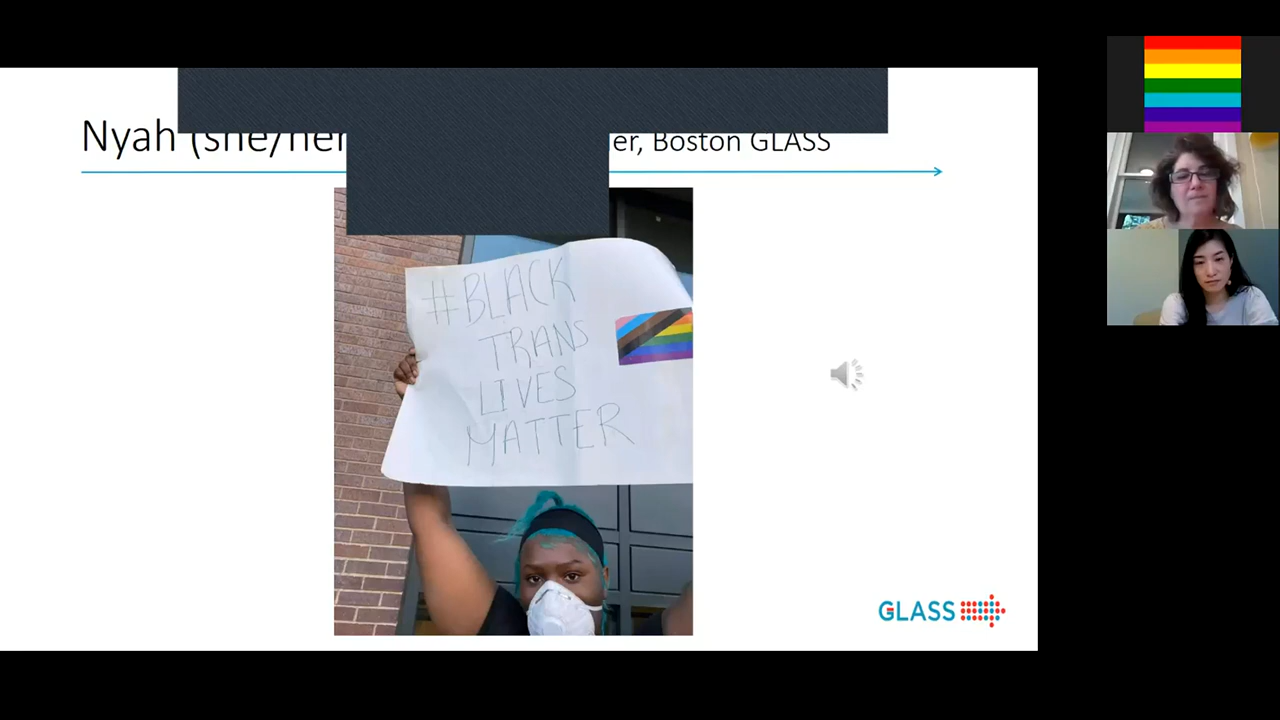 Nyah (she/her
er, Boston GLASS
#BLACK
TRANS
LIVES
MATTER
GLASS